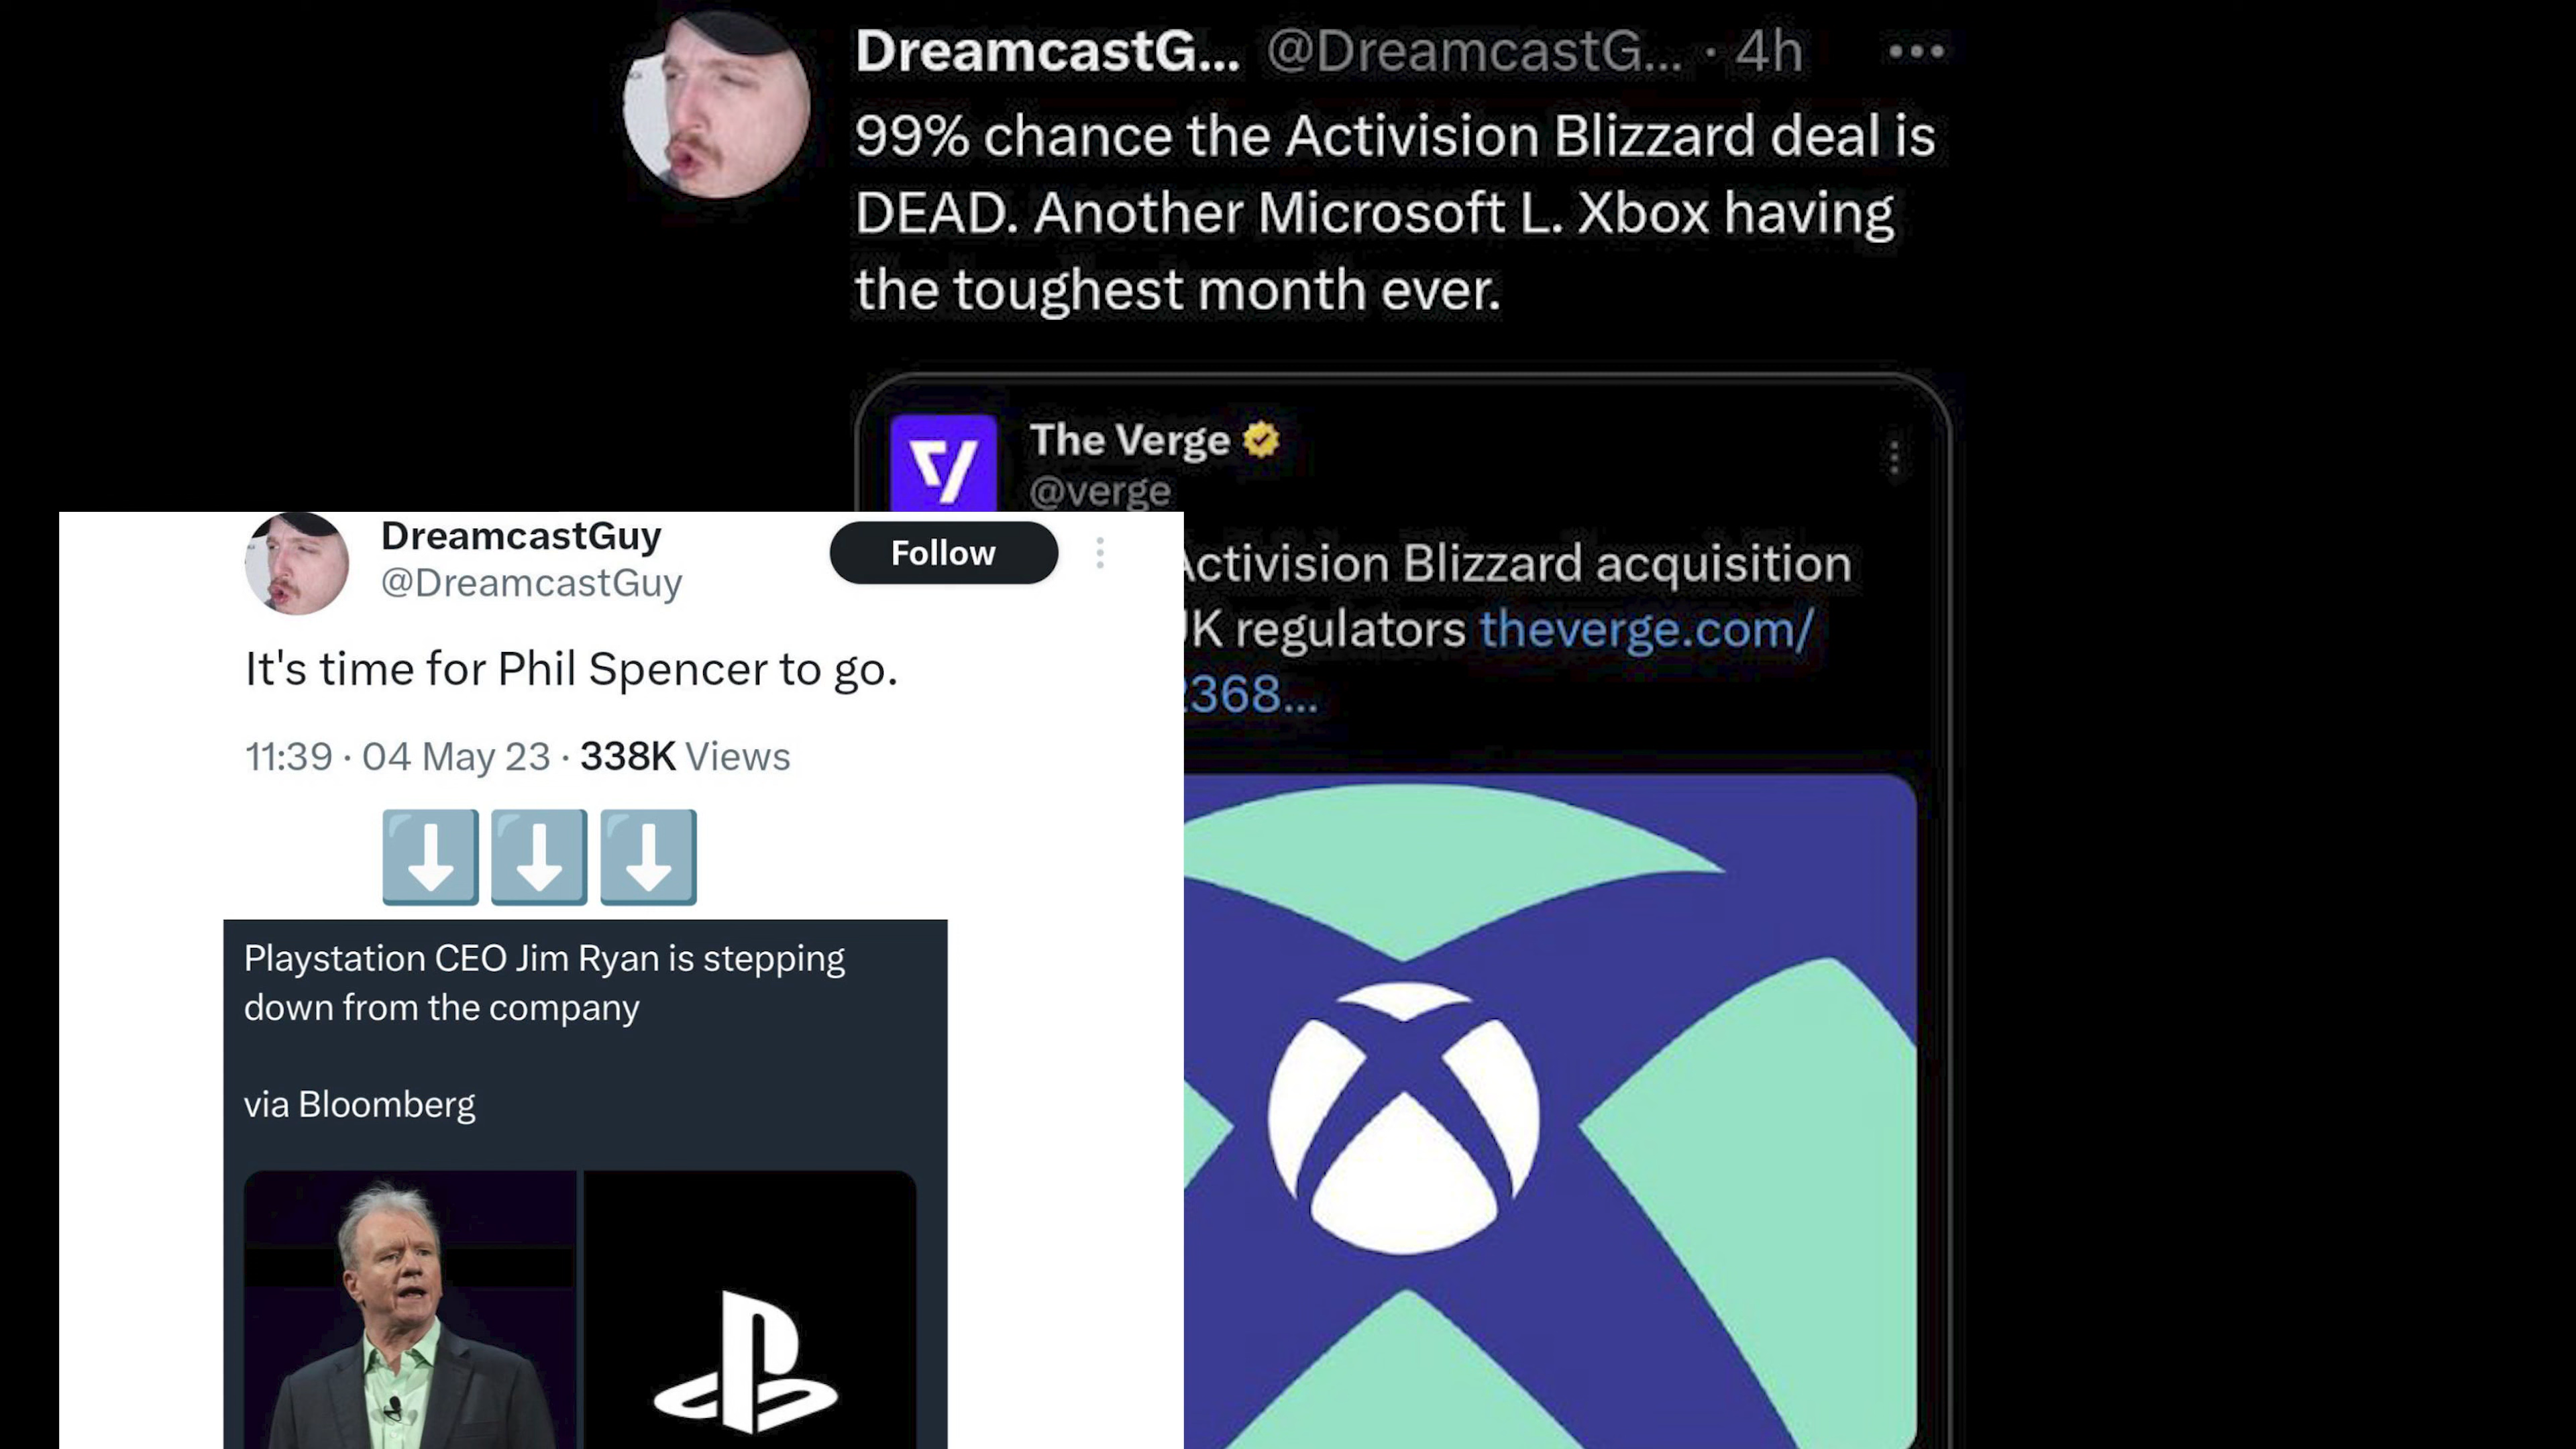 DreamcastG... @DreamcastG... · 4h
99% chance the Activision Blizzard deal is
DEAD. Another Microsoft L. Xbox having
the toughest month ever.
The Verge
@verge
Activision Blizzard acquisition
UK regulators theverge.com/
2368...
DreamcastGuy
@DreamcastGuy
Follow
It's time for Phil Spencer to go.
11:39 · 04 May 23 · 338K Views
Playstation CEO Jim Ryan is stepping
down from the company
via Bloomberg